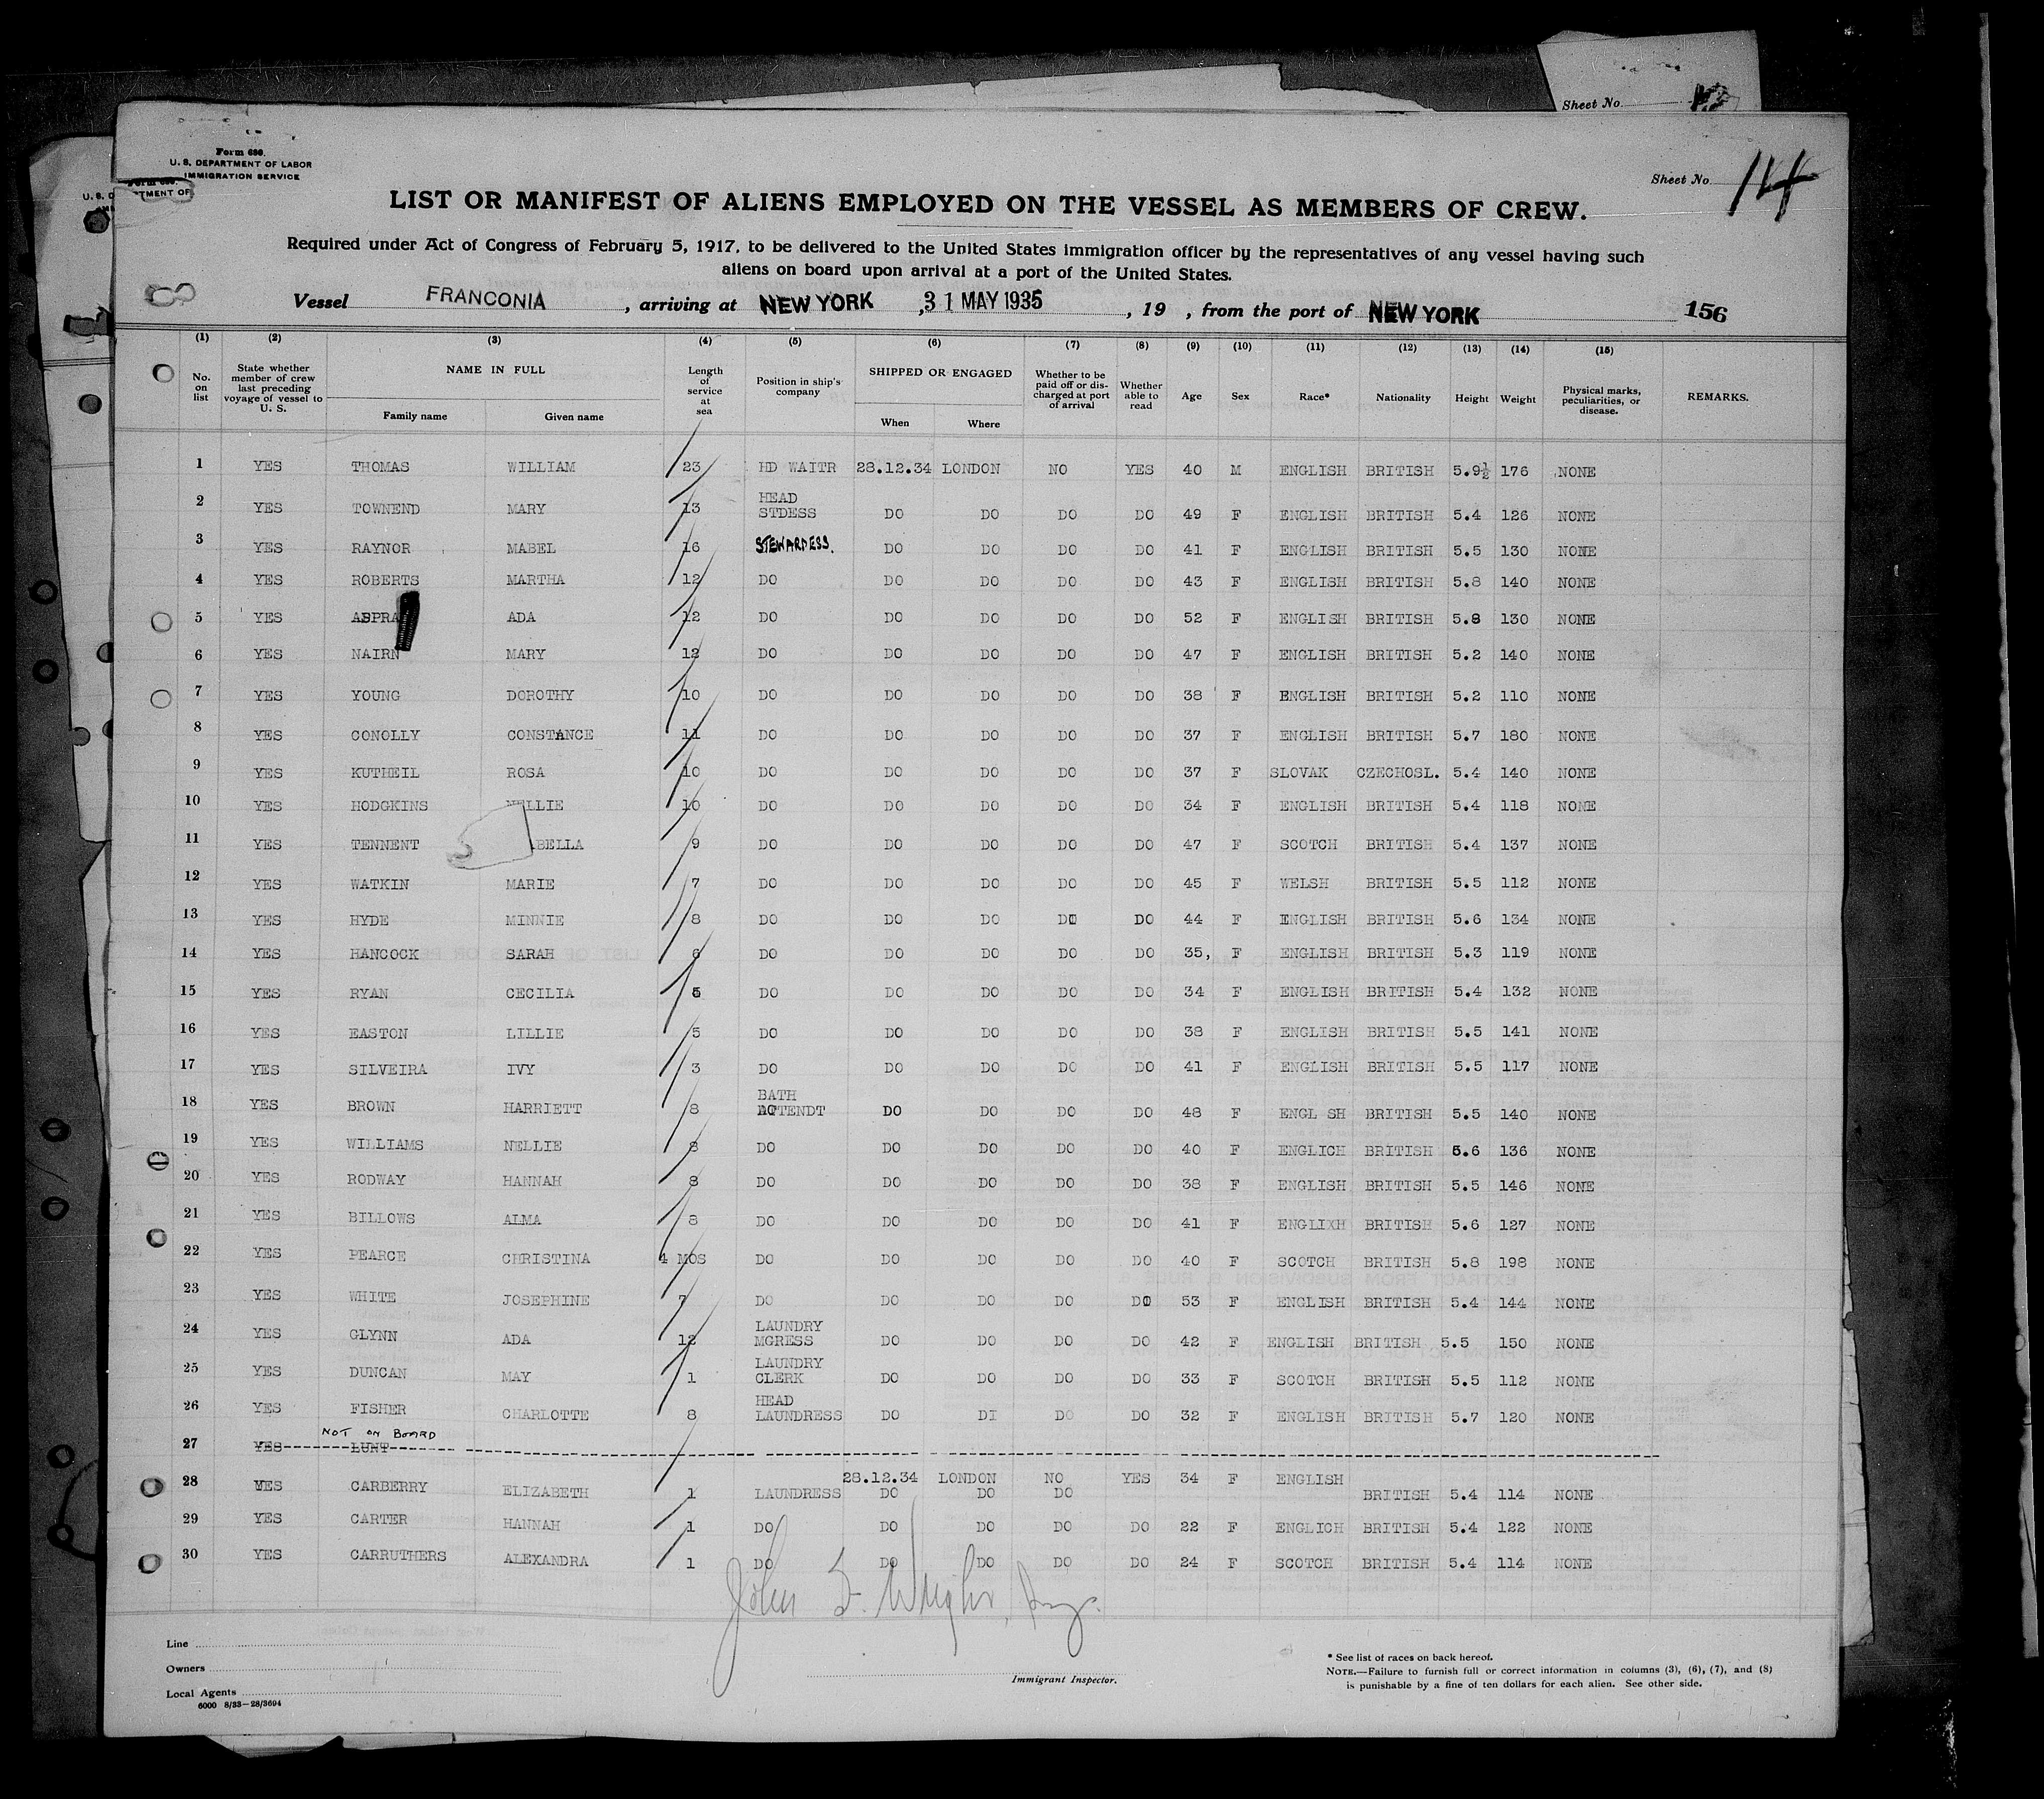 Sheet No
Form 680.
U. S. DEPARTMENT OF LABOR
IMMIGRATION SERVICE
Sheet No. 14
LIST OR MANIFEST OF ALIENS EMPLOYED ON THE VESSEL AS MEMBERS OF CREW.
Required under Act of Congress of February 5, 1917, to be delivered to the United States immigration officer by the representatives of any vessel having such
aliens on board upon arrival at a port of the United States.
Vessel FRANCONIA, arriving at NEW YORK, 31 MAY 1935, 19 , from the port of NEW YORK 156
(1) (2) (3) (4) (5) (6) (7) (8) (9) (10) (11) (12) (13) (14) (15)
No. on list State whether member of crew last preceding voyage of vessel to U. S. NAME IN FULL Family name Given name Length of service at sea Position in ship's company SHIPPED OR ENGAGED When Where Whether to be paid off or discharged at port of arrival Whether able to read Age Sex Race* Nationality Height Weight Physical marks, peculiarities, or disease. REMARKS.
1 YES THOMAS WILLIAM 23 HD WAITR 28.12.34 LONDON NO YES 40 M ENGLISH BRITISH 5.9½ 176 NONE
2 YES TOWNEND MARY 13 HEAD STDESS DO DO DO DO 49 F ENGLISH BRITISH 5.4 126 NONE
3 YES RAYNOR MABEL 16 STEWARDESS. DO DO DO DO 41 F ENGLISH BRITISH 5.5 130 NONE
4 YES ROBERTS MARTHA 12 DO DO DO DO DO 43 F ENGLISH BRITISH 5.8 140 NONE
5 YES ASPRA ADA 12 DO DO DO DO DO 52 F ENGLISH BRITISH 5.8 130 NONE
6 YES NAIRN MARY 12 DO DO DO DO DO 47 F ENGLISH BRITISH 5.2 140 NONE
7 YES YOUNG DOROTHY 10 DO DO DO DO DO 38 F ENGLISH BRITISH 5.2 110 NONE
8 YES CONOLLY CONSTANCE 11 DO DO DO DO DO 37 F ENGLISH BRITISH 5.7 180 NONE
9 YES KUTHEIL ROSA 10 DO DO DO DO DO 37 F SLOVAK CZECHOSL. 5.4 140 NONE
10 YES HODGKINS NELLIE 10 DO DO DO DO DO 34 F ENGLISH BRITISH 5.4 118 NONE
11 YES TENNENT ABELLA 9 DO DO DO DO DO 47 F SCOTCH BRITISH 5.4 137 NONE
12 YES WATKIN MARIE 7 DO DO DO DO DO 45 F WELSH BRITISH 5.5 112 NONE
13 YES HYDE MINNIE 8 DO DO DO DO DO 44 F ENGLISH BRITISH 5.6 134 NONE
14 YES HANCOCK SARAH 6 DO DO DO DO DO 35, F ENGLISH BRITISH 5.3 119 NONE
15 YES RYAN CECILIA DO DO DO DO DO 34 F ENGLISH BRITISH 5.4 132 NONE
16 YES EASTON LILLIE 5 DO DO DO DO DO 38 F ENGLISH BRITISH 5.5 141 NONE
17 YES SILVEIRA IVY 3 DO DO DO DO DO 41 F ENGLISH BRITISH 5.5 117 NONE
18 YES BROWN HARRIETT 8 BATH ATTENDT DO DO DO DO 48 F ENGL SH BRITISH 5.5 140 NONE
19 YES WILLIAMS NELLIE 8 DO DO DO DO DO 40 F ENGLICH BRITISH 5.6 136 NONE
20 YES RODWAY HANNAH 8 DO DO DO DO DO 38 F ENGLISH BRITISH 5.5 146 NONE
21 YES BILLOWS ALMA 8 DO DO DO DO DO 41 F ENGLIXH BRITISH 5.6 127 NONE
22 YES PEARCE CHRISTINA 4 MOS DO DO DO DO DO 40 F SCOTCH BRITISH 5.8 198 NONE
23 YES WHITE JOSEPHINE 7 DO DO DO DO DO 53 F ENGLISH BRITISH 5.4 144 NONE
24 YES GLYNN ADA 12 LAUNDRY MGRESS DO DO DO DO 42 F ENGLISH BRITISH 5.5 150 NONE
25 YES DUNCAN MAY 1 LAUNDRY CLERK DO DO DO DO 33 F SCOTCH BRITISH 5.5 112 NONE
26 YES FISHER CHARLOTTE 8 HEAD LAUNDRESS DO DI DO DO 32 F ENGLISH BRITISH 5.7 120 NONE
NOT ON BOARD
27 YES LUNT
28 YES CARBERRY ELIZABETH 1 LAUNDRESS 28.12.34 LONDON NO YES 34 F ENGLISH
DO DO DO BRITISH 5.4 114 NONE
29 YES CARTER HANNAH 1 DO DO DO DO DO 22 F ENGLICH BRITISH 5.4 122 NONE
30 YES CARRUTHERS ALEXANDRA 1 DO DO DO DO DO 24 F SCOTCH BRITISH 5.4 114 NONE
Line
Owners
Local Agents
6000 8/33—28/3694
Immigrant Inspector.
* See list of races on back hereof.
NOTE.—Failure to furnish full or correct information in columns (3), (6), (7), and (8)
is punishable by a fine of ten dollars for each alien. See other side.